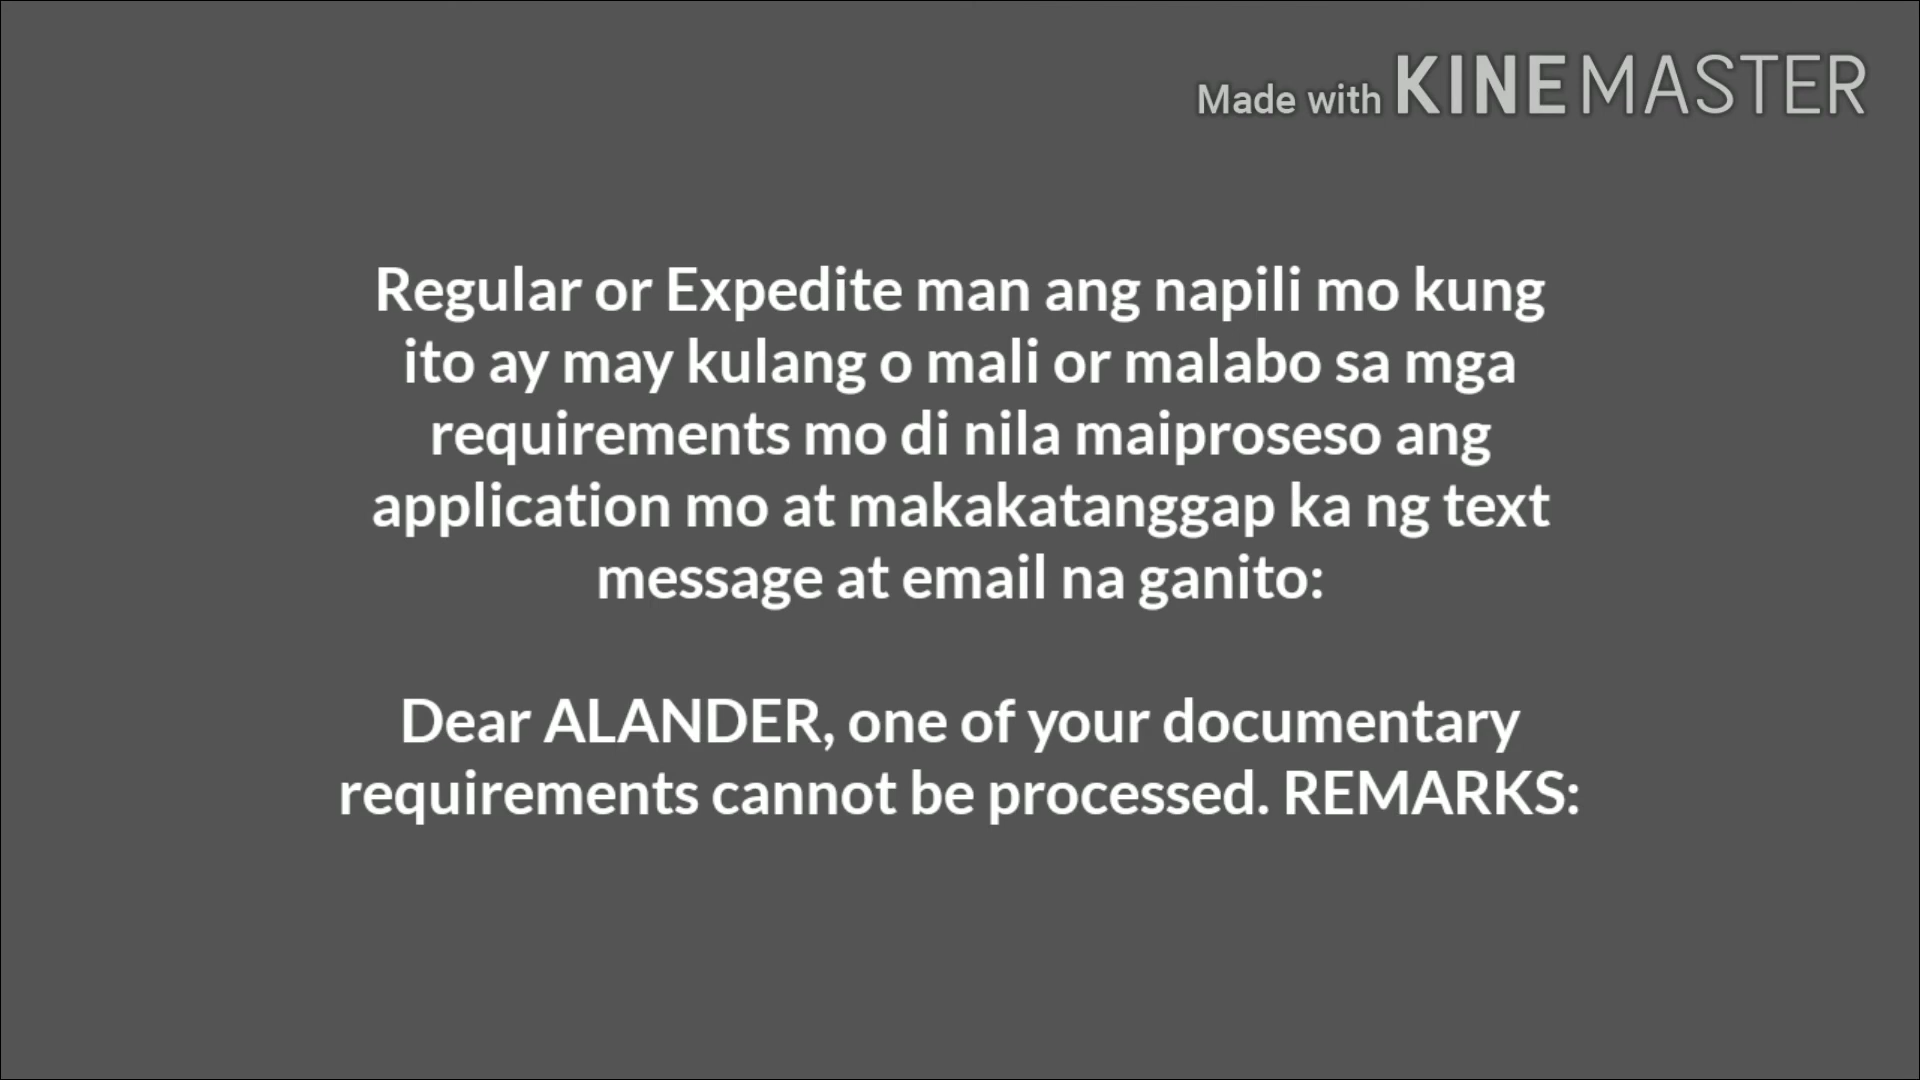 Made with KINEMASTER
Regular or Expedite man ang napili mo kung
ito ay may kulang o mali or malabo sa mga
requirements mo di nila maiproseso ang
application mo at makakatanggap ka ng text
message at email na ganito:
Dear ALANDER, one of your documentary
requirements cannot be processed. REMARKS: